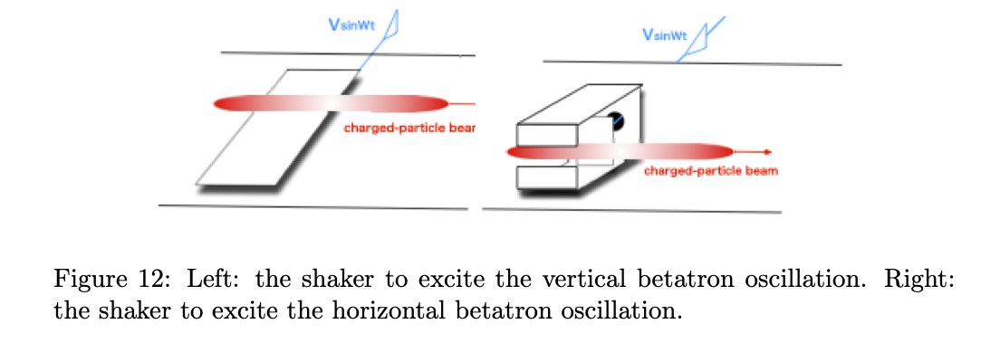 VsinWt
charged-particle bear
VsinWt
charged-particle beam
Figure 12: Left: the shaker to excite the vertical betatron oscillation. Right:
the shaker to excite the horizontal betatron oscillation.